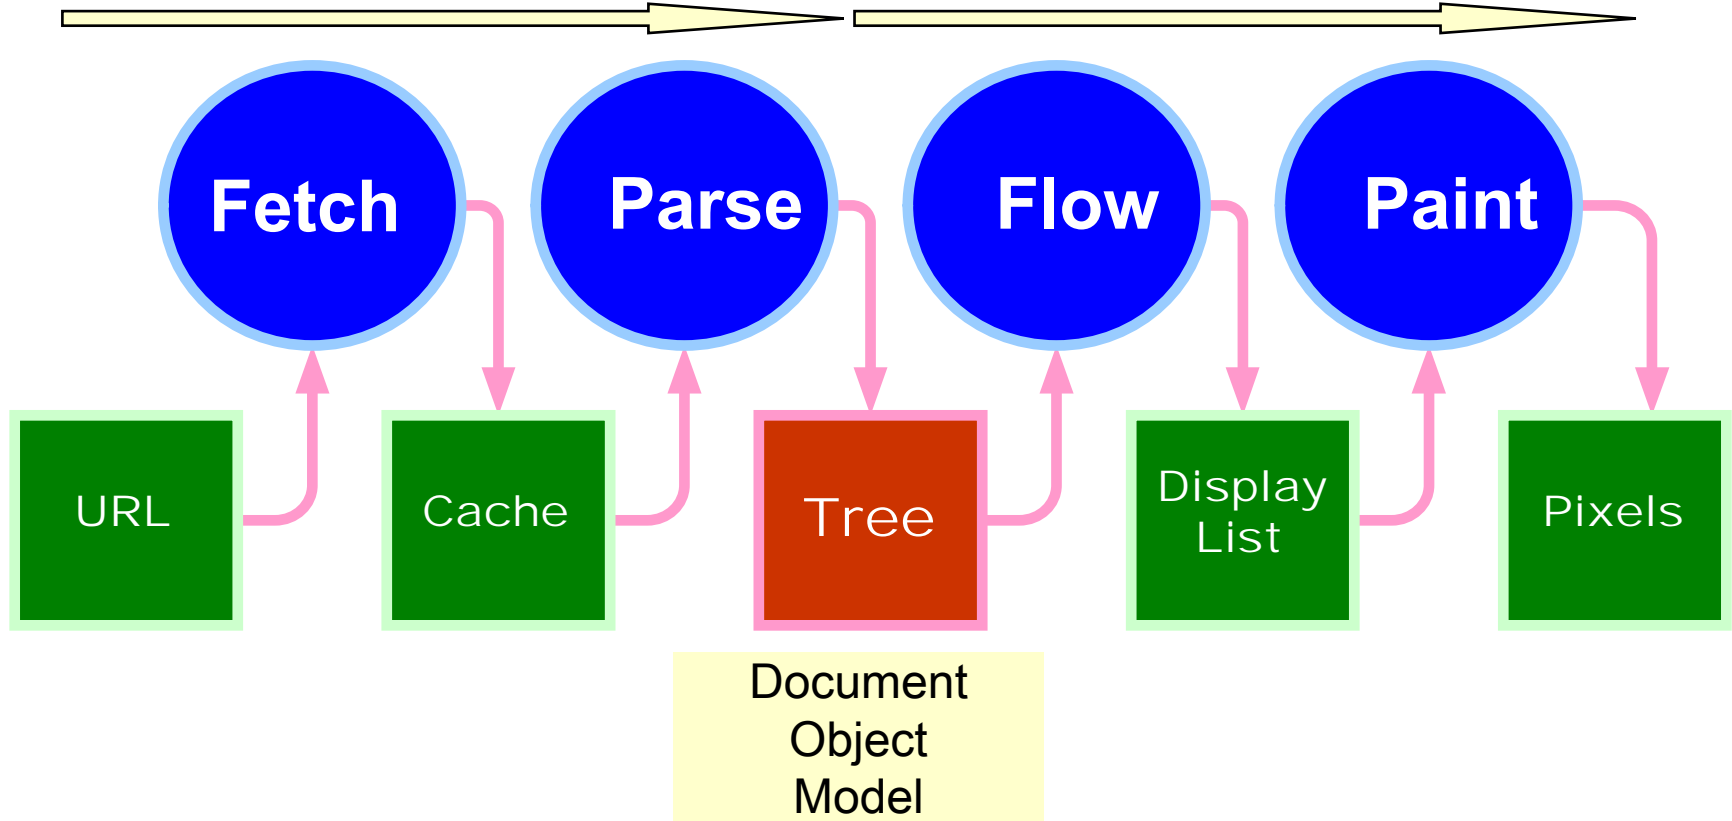 Fetch
Parse
Flow
Paint
URL
Cache
Tree
Display
List
Pixels
Document
Object
Model